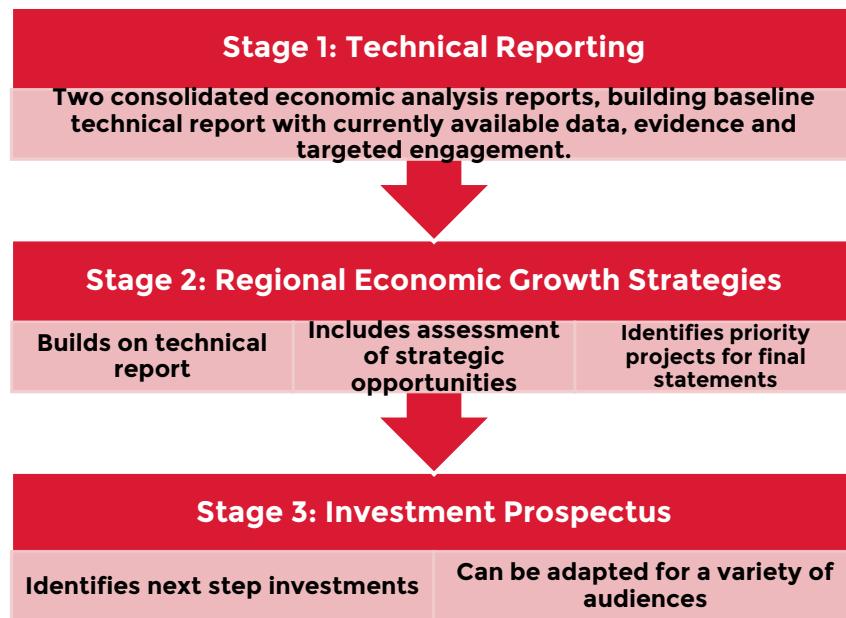 Stage 1: Technical Reporting
Two consolidated economic analysis reports, building baseline
technical report with currently available data, evidence and
targeted engagement.
Stage 2: Regional Economic Growth Strategies
Builds on technical
report
Includes assessment
of strategic
opportunities
Identifies priority
projects for final
statements
Stage 3: Investment Prospectus
Identifies next step investments
Can be adapted for a variety of
audiences